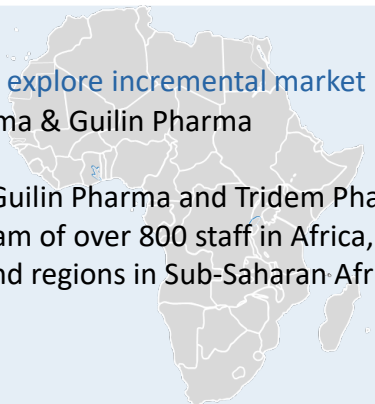 explore incremental market
ma & Guilin Pharma
Guilin Pharma and Tridem Pha
am of over 800 staff in Africa,
nd regions in Sub-Saharan Afr